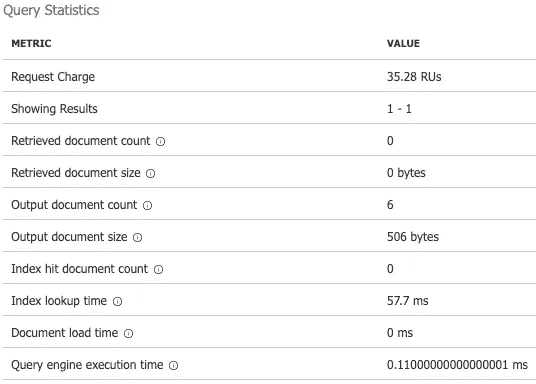 Query Statistics
METRIC VALUE
Request Charge 35.28 RUs
Showing Results 1 - 1
Retrieved document count 0
Retrieved document size 0 bytes
Output document count 6
Output document size 506 bytes
Index hit document count 0
Index lookup time 57.7 ms
Document load time 0 ms
Query engine execution time 0.11000000000000001 ms